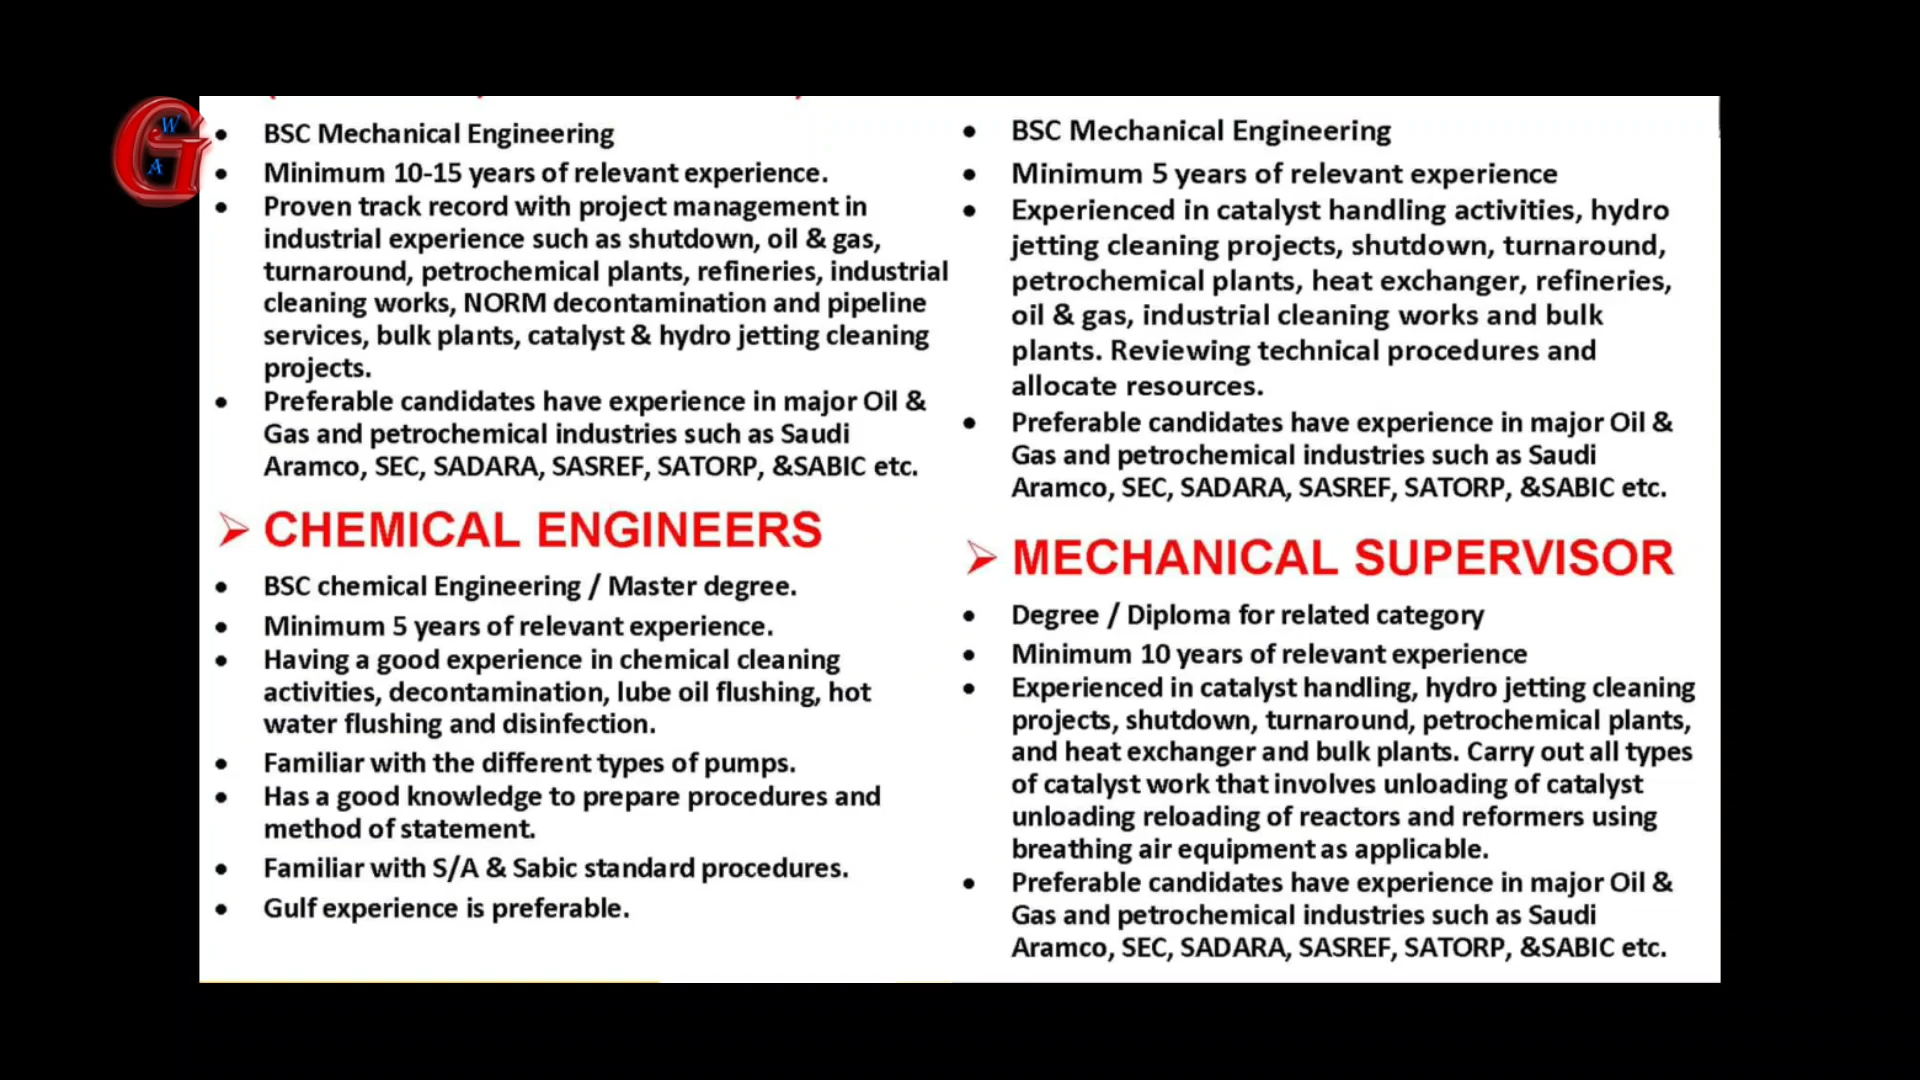 W
G
A
• BSC Mechanical Engineering
• Minimum 10-15 years of relevant experience.
• Proven track record with project management in
industrial experience such as shutdown, oil & gas,
turnaround, petrochemical plants, refineries, industrial
cleaning works, NORM decontamination and pipeline
services, bulk plants, catalyst & hydro jetting cleaning
projects.
• Preferable candidates have experience in major Oil &
Gas and petrochemical industries such as Saudi
Aramco, SEC, SADARA, SASREF, SATORP, &SABIC etc.
➢ CHEMICAL ENGINEERS
• BSC chemical Engineering / Master degree.
• Minimum 5 years of relevant experience.
• Having a good experience in chemical cleaning
activities, decontamination, lube oil flushing, hot
water flushing and disinfection.
• Familiar with the different types of pumps.
• Has a good knowledge to prepare procedures and
method of statement.
• Familiar with S/A & Sabic standard procedures.
• Gulf experience is preferable.
• BSC Mechanical Engineering
• Minimum 5 years of relevant experience
• Experienced in catalyst handling activities, hydro
jetting cleaning projects, shutdown, turnaround,
petrochemical plants, heat exchanger, refineries,
oil & gas, industrial cleaning works and bulk
plants. Reviewing technical procedures and
allocate resources.
• Preferable candidates have experience in major Oil &
Gas and petrochemical industries such as Saudi
Aramco, SEC, SADARA, SASREF, SATORP, &SABIC etc.
➢ MECHANICAL SUPERVISOR
• Degree / Diploma for related category
• Minimum 10 years of relevant experience
• Experienced in catalyst handling, hydro jetting cleaning
projects, shutdown, turnaround, petrochemical plants,
and heat exchanger and bulk plants. Carry out all types
of catalyst work that involves unloading of catalyst
unloading reloading of reactors and reformers using
breathing air equipment as applicable.
• Preferable candidates have experience in major Oil &
Gas and petrochemical industries such as Saudi
Aramco, SEC, SADARA, SASREF, SATORP, &SABIC etc.